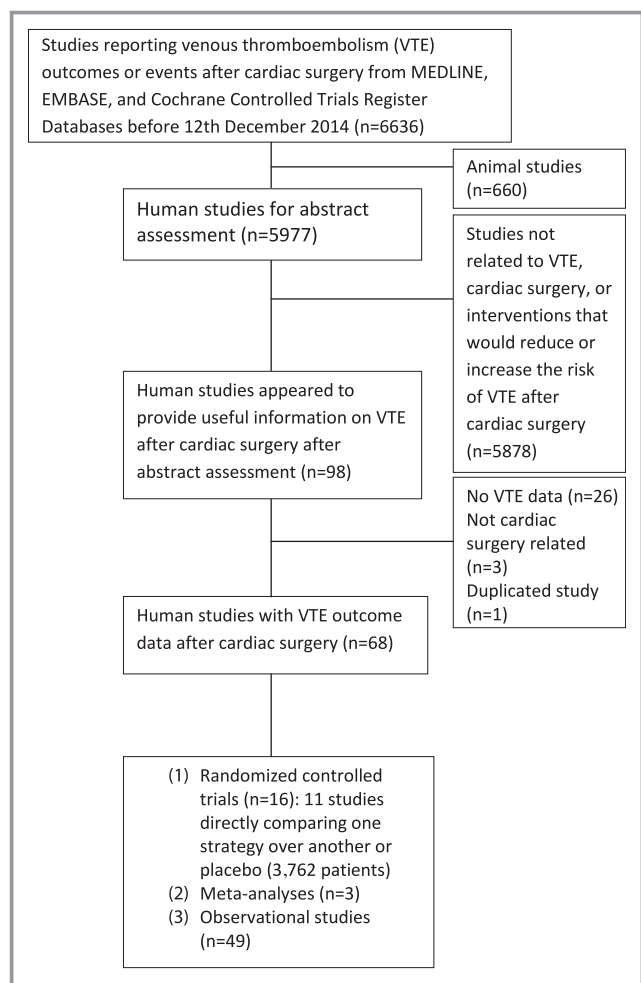 Studies reporting venous thromboembolism (VTE)
outcomes or events after cardiac surgery from MEDLINE,
EMBASE, and Cochrane Controlled Trials Register
Databases before 12th December 2014 (n=6636)
Animal studies
(n=660)
Human studies for abstract
assessment (n=5977)
Studies not
related to VTE,
cardiac surgery, or
interventions that
would reduce or
increase the risk
of VTE after
cardiac surgery
(n=5878)
Human studies appeared to
provide useful information on VTE
after cardiac surgery after
abstract assessment (n=98)
No VTE data (n=26)
Not cardiac
surgery related
(n=3)
Duplicated study
(n=1)
Human studies with VTE outcome
data after cardiac surgery (n=68)
(1) Randomized controlled
trials (n=16): 11 studies
directly comparing one
strategy over another or
placebo (3,762 patients)
(2) Meta-analyses (n=3)
(3) Observational studies
(n=49)